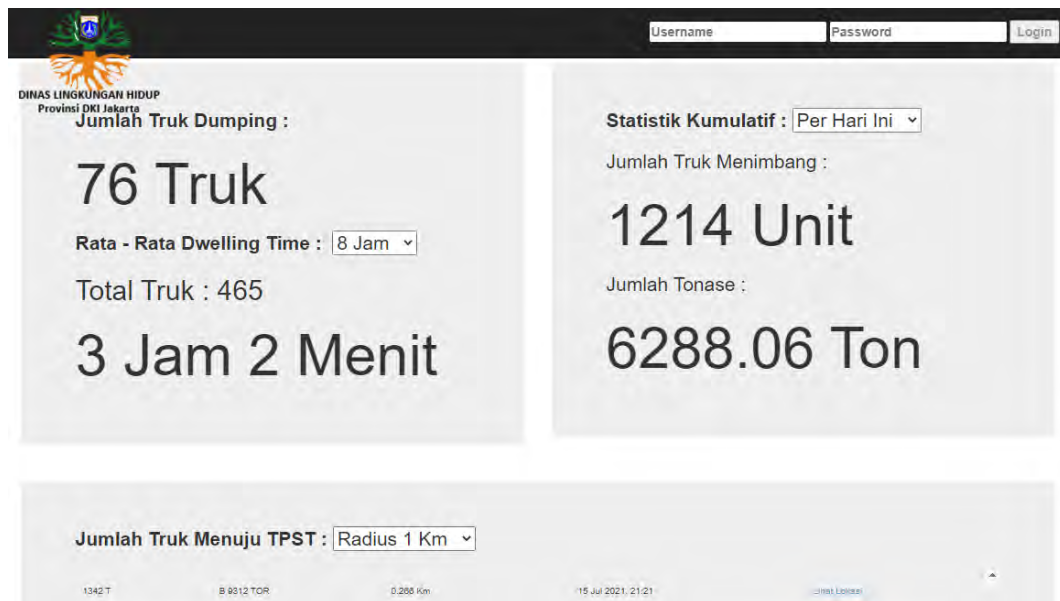 Username
Password
Login
DINAS LINGKUNGAN HIDUP
Provinsi DKI Jakarta
Jumlah Truk Dumping :
76 Truk
Rata - Rata Dwelling Time : 8 Jam
Total Truk : 465
3 Jam 2 Menit
Statistik Kumulatif : Per Hari Ini
Jumlah Truk Menimbang :
1214 Unit
Jumlah Tonase :
6288.06 Ton
Jumlah Truk Menuju TPST : Radius 1 Km
1342 T B 9312 TOR 0.266 Km 15 Jul 2021, 21:21 Lihat Lokasi